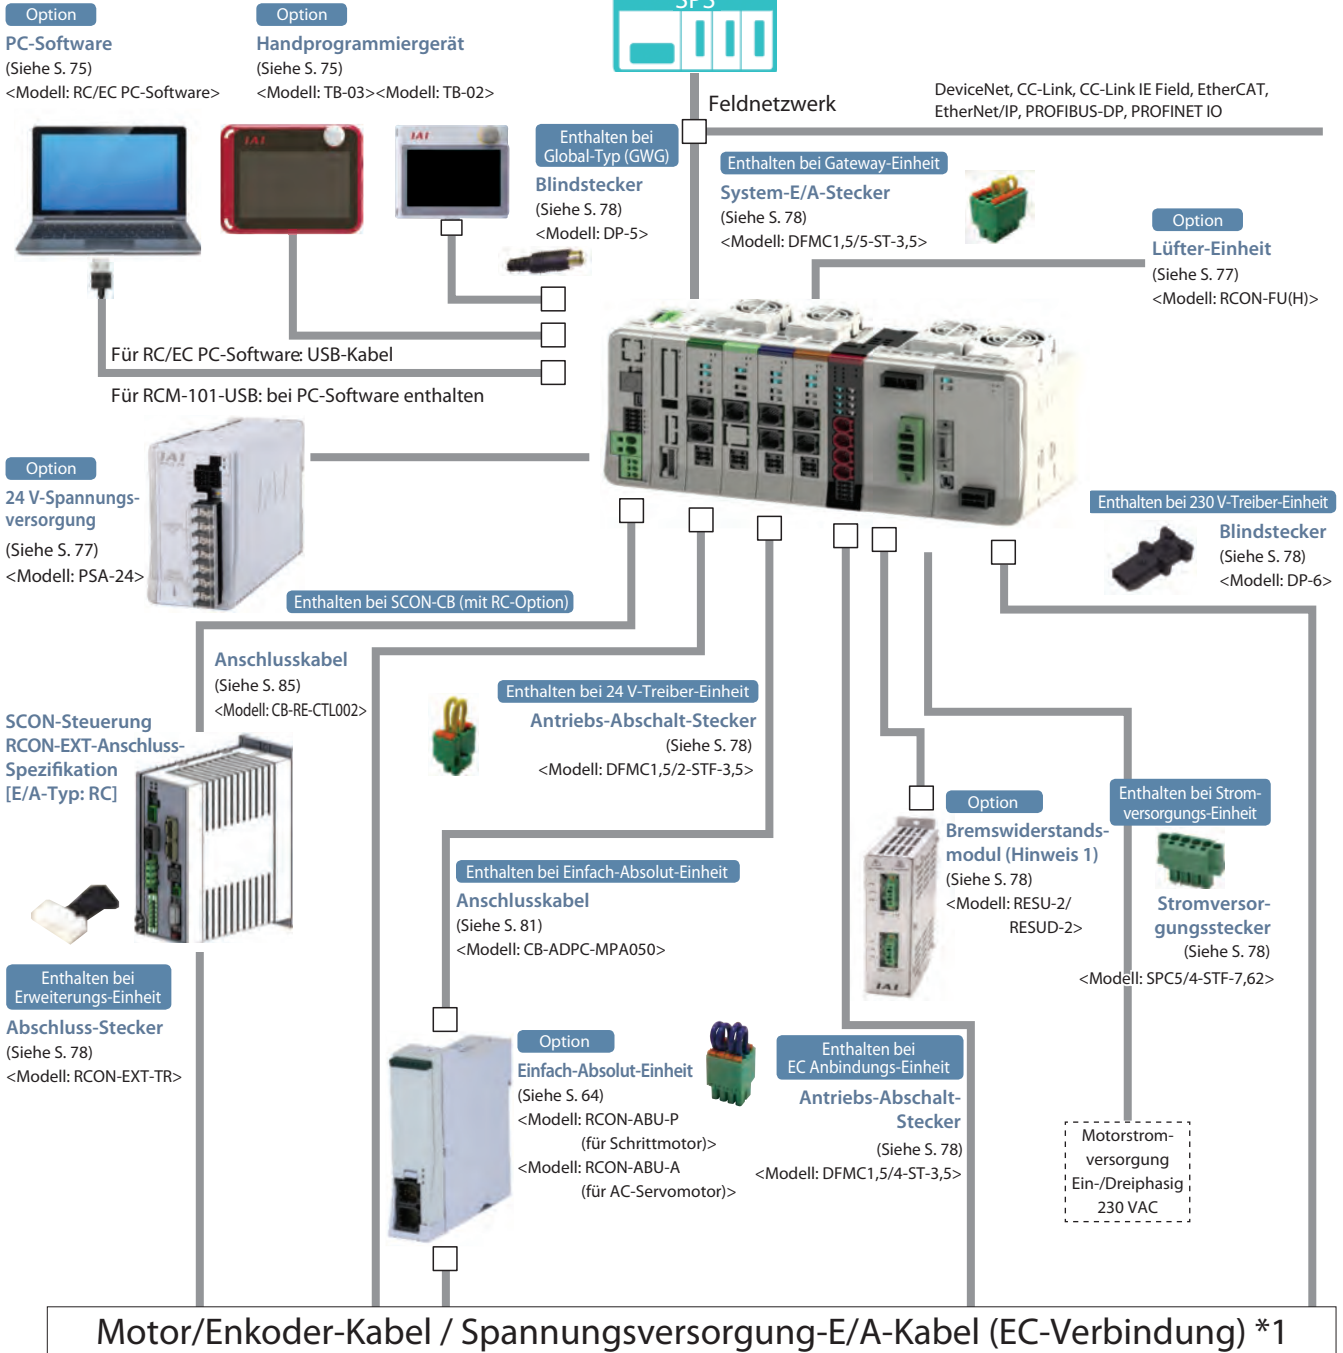 SPS
Option
PC-Software
(Siehe S. 75)
<Modell: RC/EC PC-Software>
Option
Handprogrammiergerät
(Siehe S. 75)
<Modell: TB-03><Modell: TB-02>
Feldnetzwerk
DeviceNet, CC-Link, CC-Link IE Field, EtherCAT,
EtherNet/IP, PROFIBUS-DP, PROFINET IO
IAI
IAI
Enthalten bei
Global-Typ (GWG)
Blindstecker
(Siehe S. 78)
<Modell: DP-5>
Enthalten bei Gateway-Einheit
System-E/A-Stecker
(Siehe S. 78)
<Modell: DFMC1,5/5-ST-3,5>
Option
Lüfter-Einheit
(Siehe S. 77)
<Modell: RCON-FU(H)>
Für RC/EC PC-Software: USB-Kabel
Für RCM-101-USB: bei PC-Software enthalten
Option
24 V-Spannungs-
versorgung
(Siehe S. 77)
<Modell: PSA-24>
IAI
Enthalten bei 230 V-Treiber-Einheit
Blindstecker
(Siehe S. 78)
<Modell: DP-6>
Enthalten bei SCON-CB (mit RC-Option)
Anschlusskabel
(Siehe S. 85)
<Modell: CB-RE-CTL002>
SCON-Steuerung
RCON-EXT-Anschluss-
Spezifikation
[E/A-Typ: RC]
Enthalten bei 24 V-Treiber-Einheit
Antriebs-Abschalt-Stecker
(Siehe S. 78)
<Modell: DFMC1,5/2-STF-3,5>
Option
Bremswiderstands-
modul (Hinweis 1)
(Siehe S. 78)
<Modell: RESU-2/
RESUD-2>
IAI
Enthalten bei Strom-
versorgungs-Einheit
Stromversor-
gungsstecker
(Siehe S. 78)
<Modell: SPC5/4-STF-7,62>
Enthalten bei Einfach-Absolut-Einheit
Anschlusskabel
(Siehe S. 81)
<Modell: CB-ADPC-MPA050>
Enthalten bei
Erweiterungs-Einheit
Abschluss-Stecker
(Siehe S. 78)
<Modell: RCON-EXT-TR>
Option
Einfach-Absolut-Einheit
(Siehe S. 64)
<Modell: RCON-ABU-P
(für Schrittmotor)>
<Modell: RCON-ABU-A
(für AC-Servomotor)>
Enthalten bei
EC Anbindungs-Einheit
Antriebs-Abschalt-
Stecker
(Siehe S. 78)
<Modell: DFMC1,5/4-ST-3,5>
Motorstrom-
versorgung
Ein-/Dreiphasig
230 VAC
Motor/Enkoder-Kabel / Spannungsversorgung-E/A-Kabel (EC-Verbindung) *1